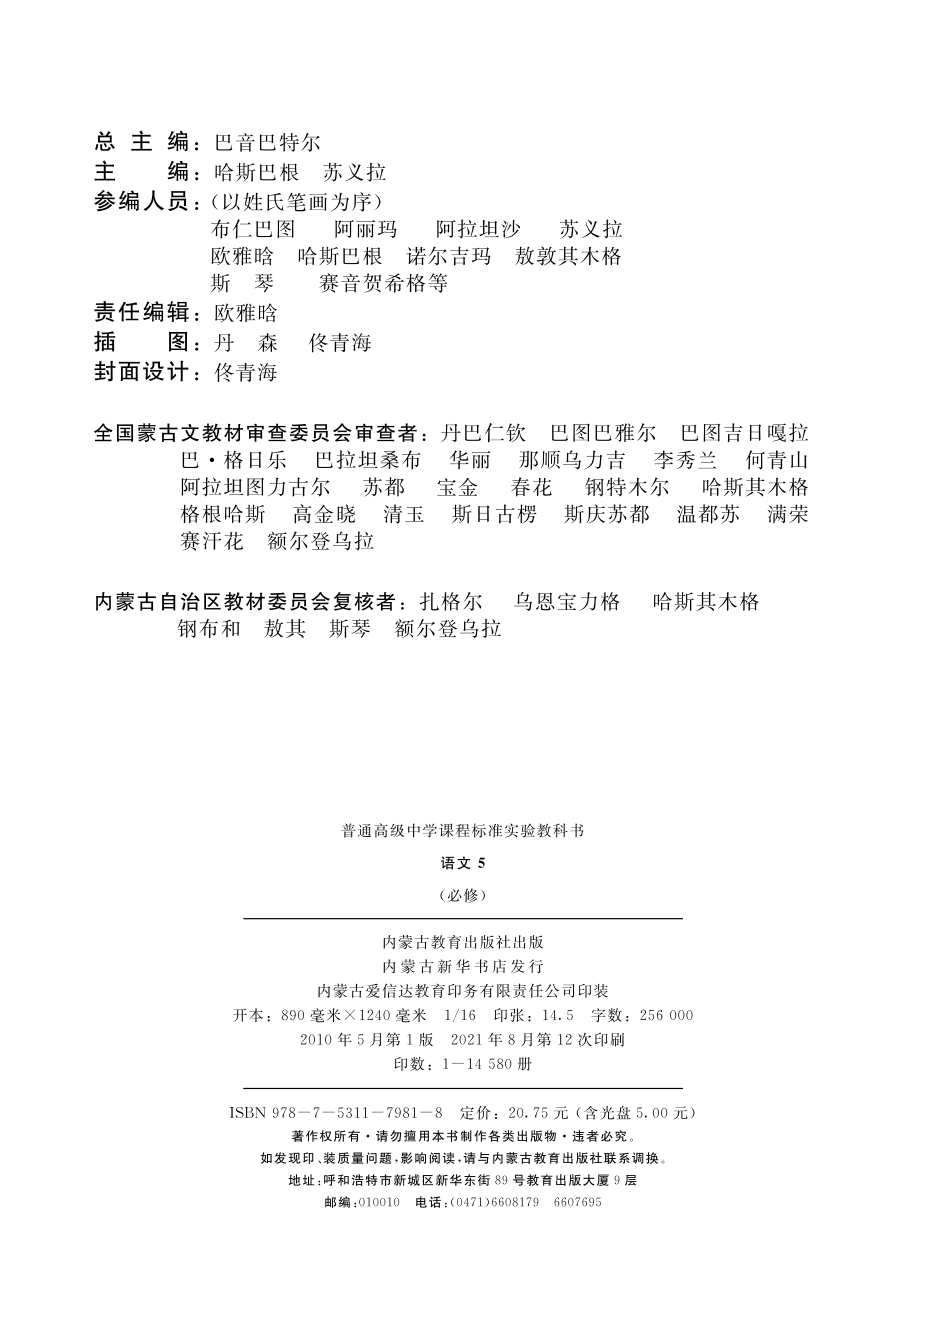 总主编：巴音巴特尔
主　　编：哈斯巴根　苏义拉
参编人员：（以姓氏笔画为序）
布仁巴图　阿丽玛　阿拉坦沙　苏义拉
欧雅晗　哈斯巴根　诺尔吉玛　敖敦其木格
斯　琴　赛音贺希格等
责任编辑：欧雅晗
插　　图：丹　森　佟青海
封面设计：佟青海
全国蒙古文教材审查委员会审查者：丹巴仁钦　巴图巴雅尔　巴图吉日嘎拉
巴·格日乐　巴拉坦桑布　华丽　那顺乌力吉　李秀兰　何青山
阿拉坦图力古尔　苏都　宝金　春花　钢特木尔　哈斯其木格
格根哈斯　高金晓　清玉　斯日古楞　斯庆苏都　温都苏　满荣
赛汗花　额尔登乌拉
内蒙古自治区教材委员会复核者：扎格尔　乌恩宝力格　哈斯其木格
钢布和　敖其　斯琴　额尔登乌拉
普通高级中学课程标准实验教科书
语文 5
（必修）
内蒙古教育出版社出版
内蒙古新华书店发行
内蒙古爱信达教育印务有限责任公司印装
开本：890 毫米×1240 毫米　1/16　印张：14.5　字数：256 000
2010 年 5 月第 1 版　2021 年 8 月第 12 次印刷
印数：1－14 580 册
ISBN 978－7－5311－7981－8　定价：20.75 元（含光盘 5.00 元）
著作权所有·请勿擅用本书制作各类出版物·违者必究。
如发现印、装质量问题，影响阅读，请与内蒙古教育出版社联系调换。
地址：呼和浩特市新城区新华东街 89 号教育出版大厦 9 层
邮编：010010　电话：（0471）6608179　6607695